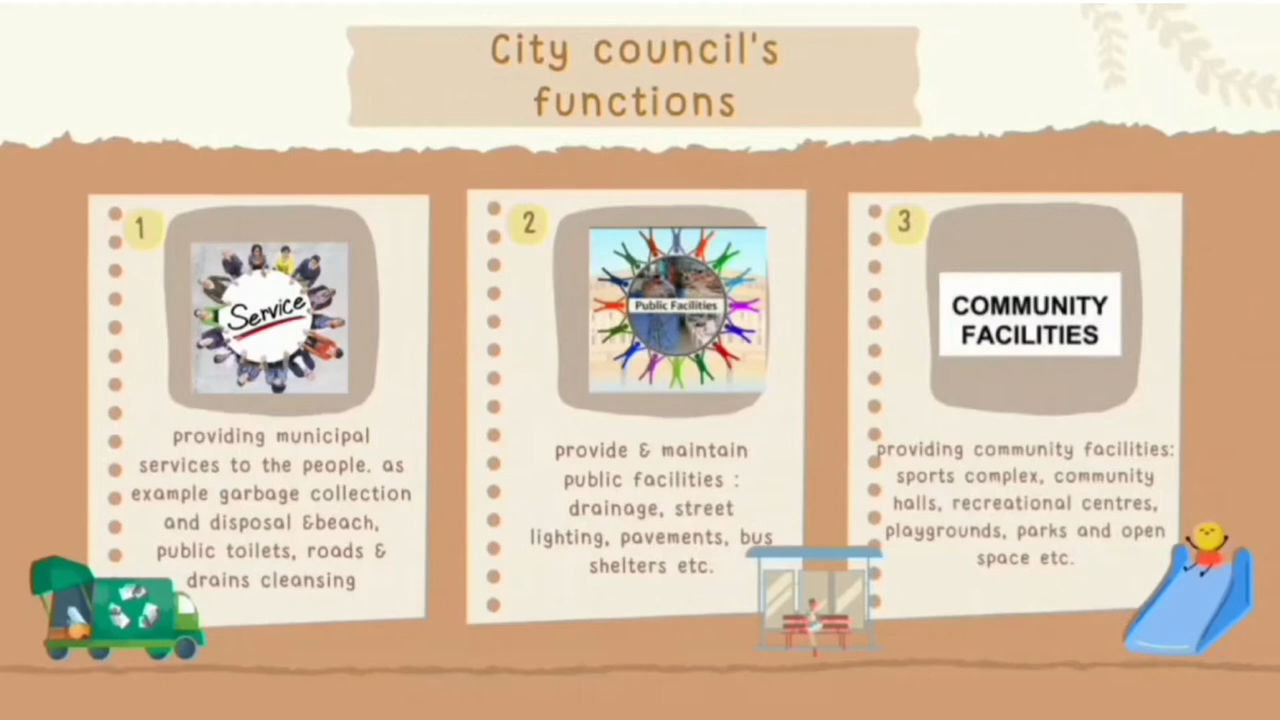 City council's
functions
1
Service
providing municipal
services to the people. as
example garbage collection
and disposal &beach,
public toilets, roads &
drains cleansing
2
Public Facilities
provide & maintain
public facilities :
drainage, street
lighting, pavements, bus
shelters etc.
3
COMMUNITY
FACILITIES
providing community facilities:
sports complex, community
halls, recreational centres,
playgrounds, parks and open
space etc.